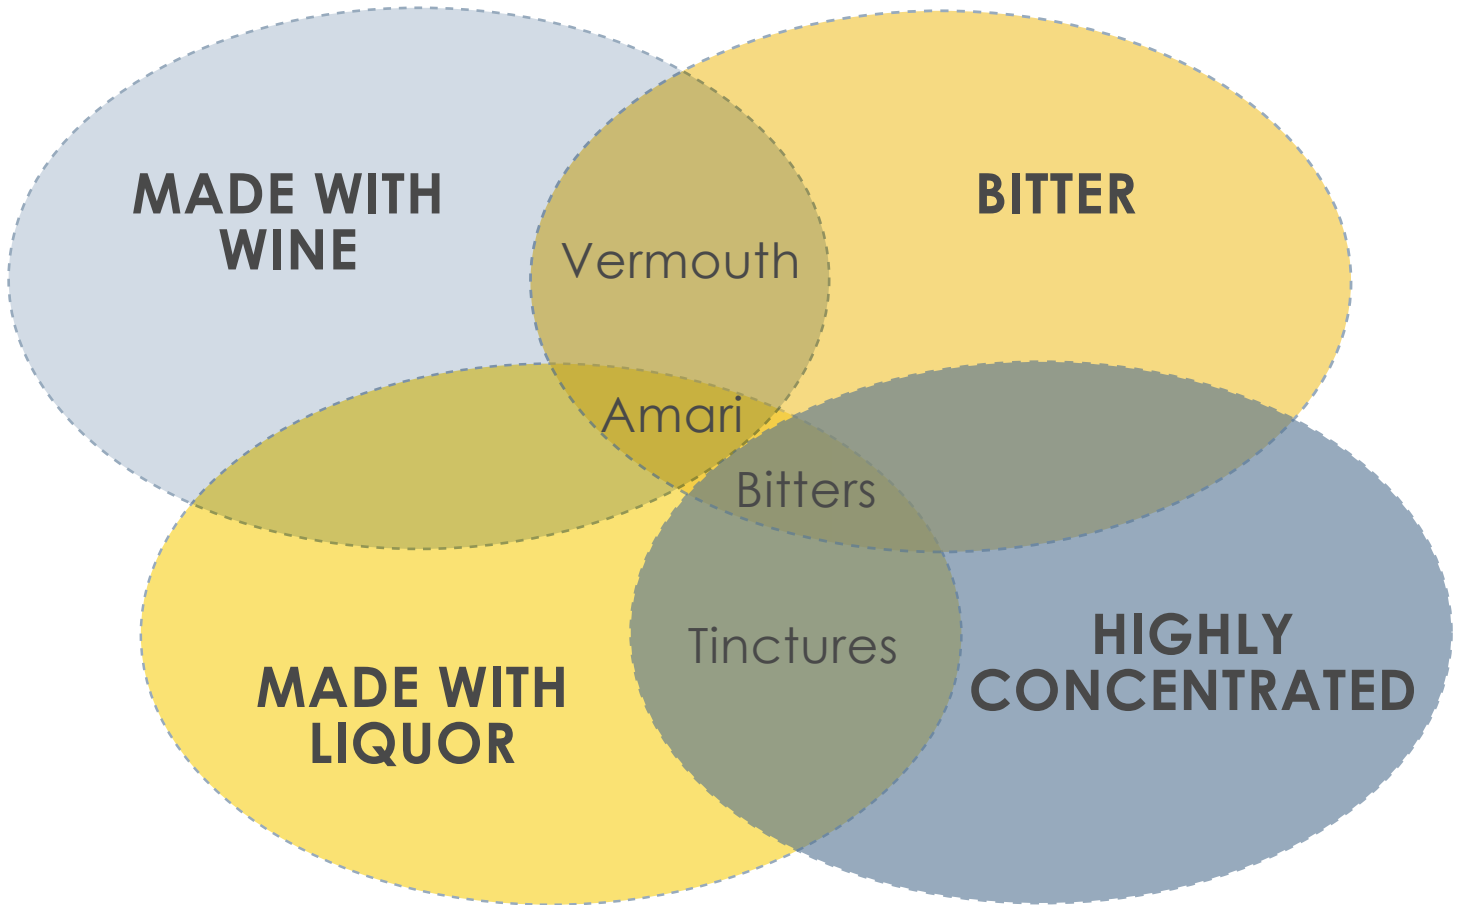 MADE WITH
WINE
BITTER
Vermouth
Amari
Bitters
Tinctures
MADE WITH
LIQUOR
HIGHLY
CONCENTRATED